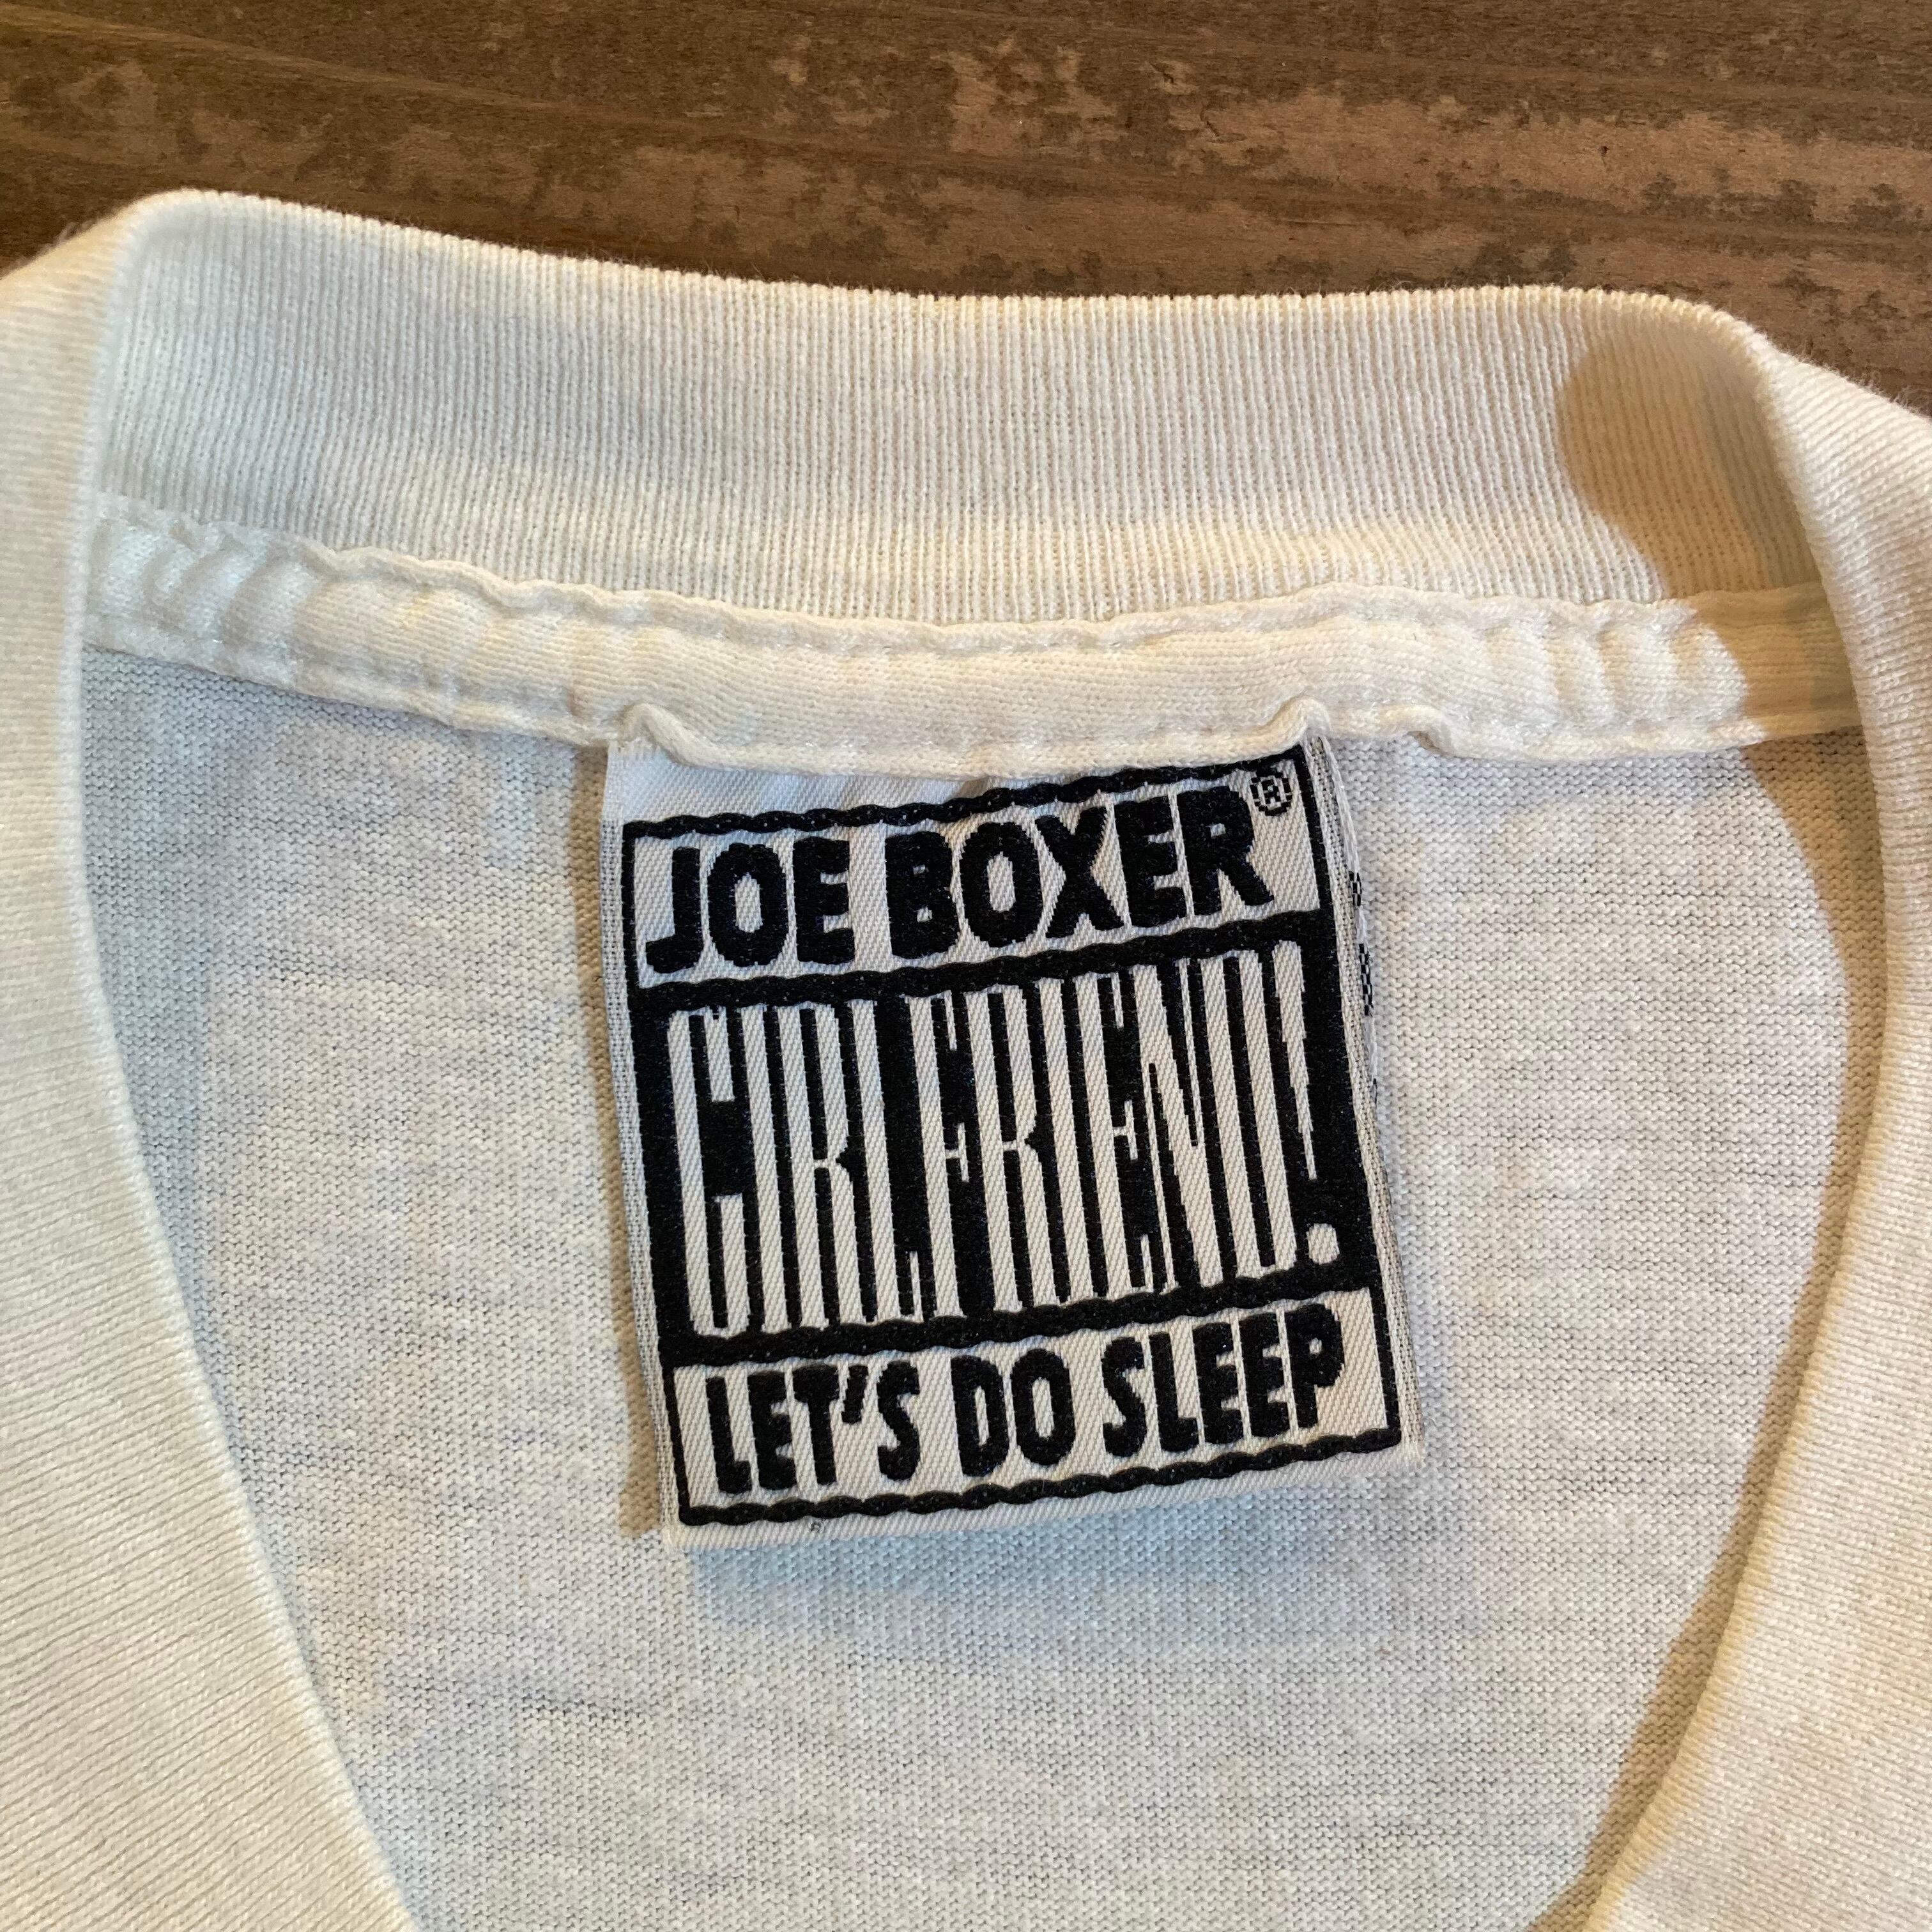 JOE BOXER®
GIRLFRIEND!
LET'S DO SLEEP